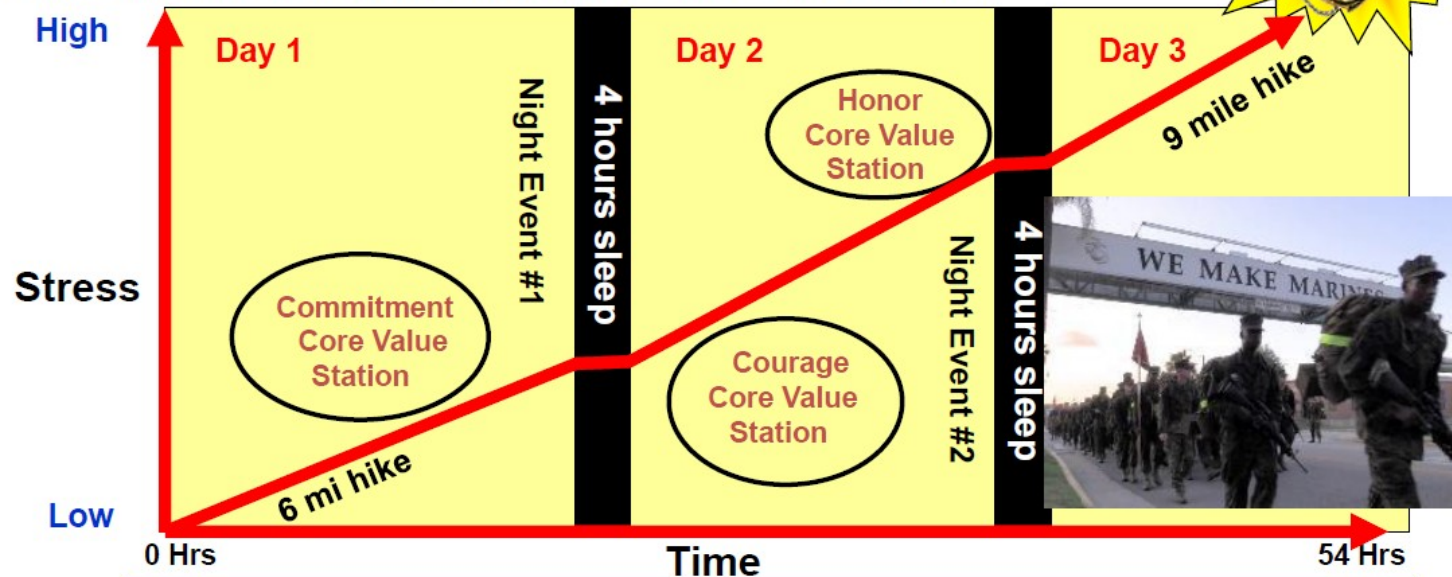 High
Day 1
Day 2
Day 3
Night Event #1
4 hours sleep
Honor
Core Value
Station
9 mile hike
Stress
Commitment
Core Value
Station
Courage
Core Value
Station
Night Event #2
4 hours sleep
WE MAKE MARINES
6 mi hike
Low
0 Hrs
Time
54 Hrs